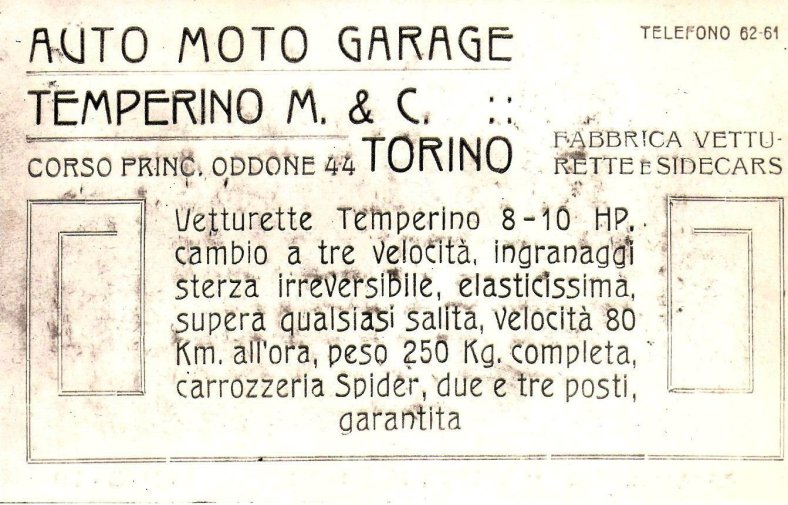 AUTO MOTO GARAGE
TELEFONO 62-61
TEMPERINO M. & C. ::
CORSO PRINC. ODDONE 44 TORINO
FABBRICA VETTU-
RETTE E SIDECARS
Vetturette Temperino 8-10 HP.
cambio a tre velocità, ingranaggi
sterza irreversibile, elasticissima,
supera qualsiasi salita, velocità 80
Km. all'ora, peso 250 Kg. completa,
carrozzeria Spider, due e tre posti,
garantita